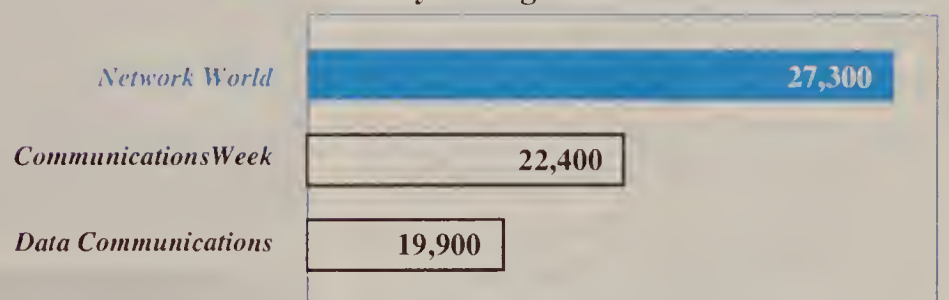 Network World 27,300
CommunicationsWeek 22,400
Data Communications 19,900